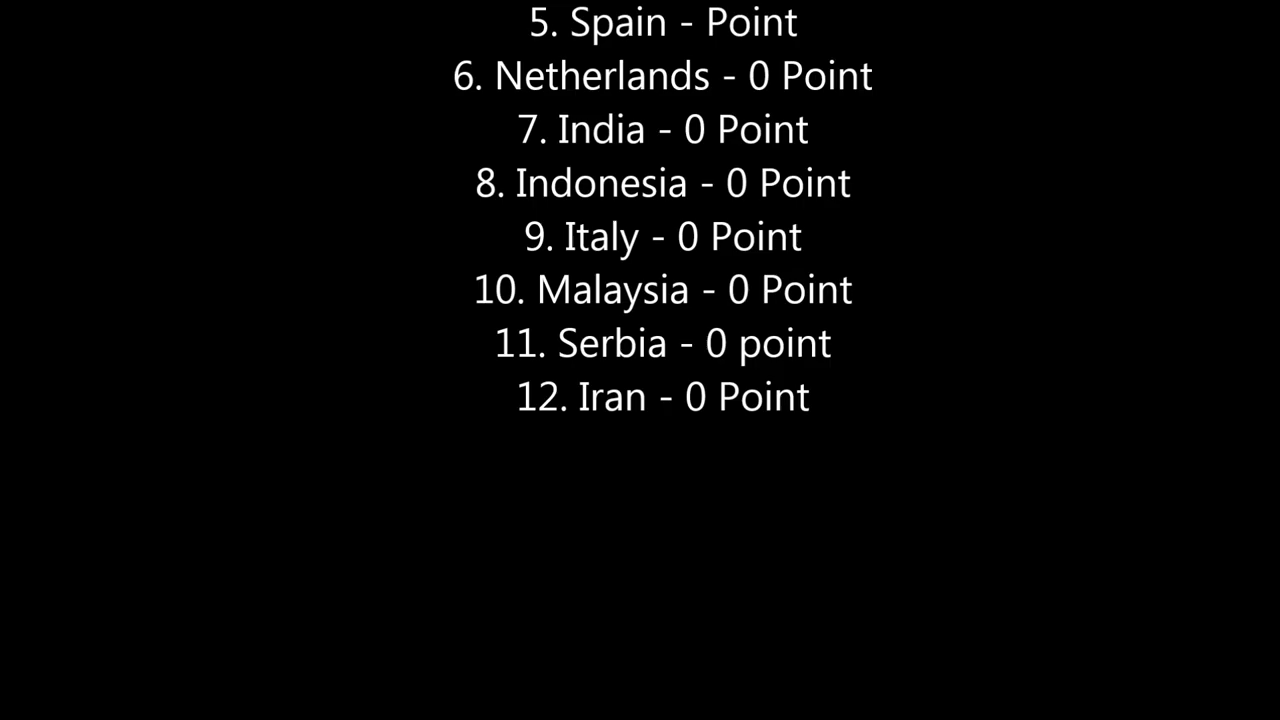 5. Spain - Point
6. Netherlands - 0 Point
7. India - 0 Point
8. Indonesia - 0 Point
9. Italy - 0 Point
10. Malaysia - 0 Point
11. Serbia - 0 point
12. Iran - 0 Point